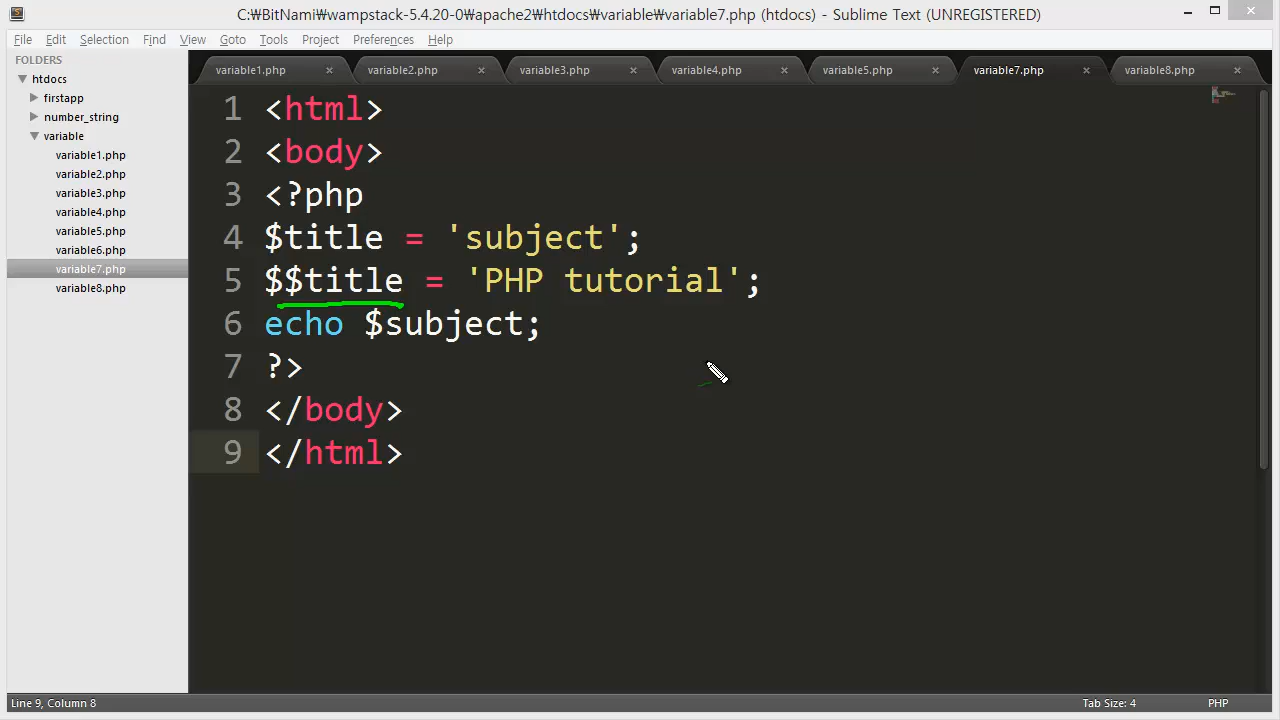 C:₩BitNami₩wampstack-5.4.20-0₩apache2₩htdocs₩variable₩variable7.php (htdocs) - Sublime Text (UNREGISTERED)
File Edit Selection Find View Goto Tools Project Preferences Help
FOLDERS
htdocs
firstapp
number_string
variable
variable1.php
variable2.php
variable3.php
variable4.php
variable5.php
variable6.php
variable7.php
variable8.php
variable1.php × variable2.php × variable3.php × variable4.php × variable5.php × variable7.php × variable8.php ×
1 <html>
2 <body>
3 <?php
4 $title = 'subject';
5 $$title = 'PHP tutorial';
6 echo $subject;
7 ?>
8 </body>
9 </html>
Line 9, Column 8 Tab Size: 4 PHP